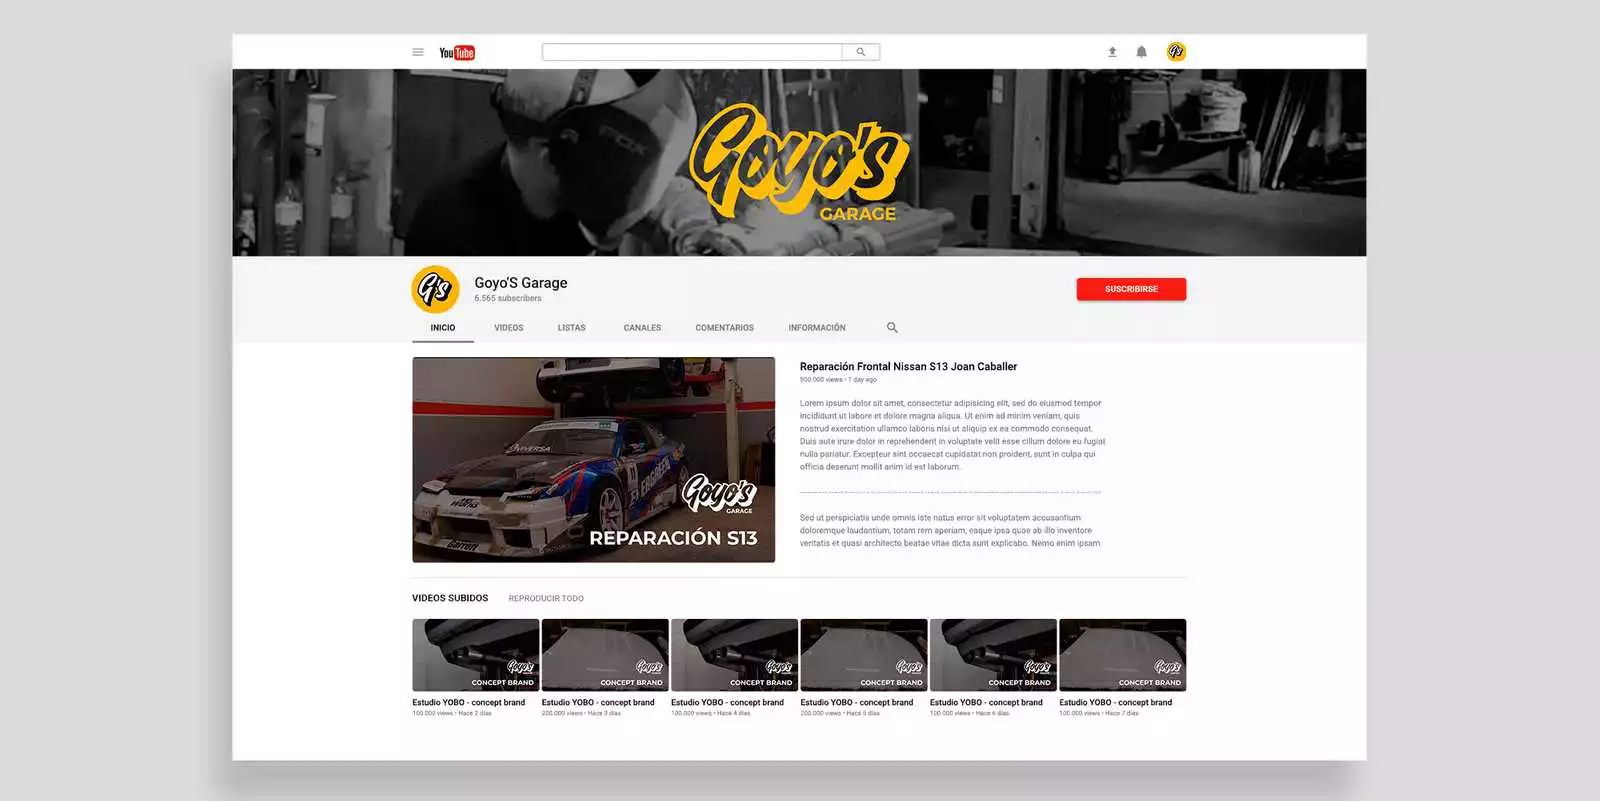 YouTube
G's
TOX
Goyo's
GARAGE
G's
Goyo'S Garage
6.565 subscribers
SUSCRIBIRSE
INICIO VIDEOS LISTAS CANALES COMENTARIOS INFORMACIÓN
VIVERSA
EBGREEN
Garrett
Goyo's
GARAGE
REPARACIÓN S13
Reparación Frontal Nissan S13 Joan Caballer
900.000 views • 1 day ago
Lorem ipsum dolor sit amet, consectetur adipisicing elit, sed do eiusmod tempor
incididunt ut labore et dolore magna aliqua. Ut enim ad minim veniam, quis
nostrud exercitation ullamco laboris nisi ut aliquip ex ea commodo consequat.
Duis aute irure dolor in reprehenderit in voluptate velit esse cillum dolore eu fugiat
nulla pariatur. Excepteur sint occaecat cupidatat non proident, sunt in culpa qui
officia deserunt mollit anim id est laborum.
Sed ut perspiciatis unde omnis iste natus error sit voluptatem accusantium
doloremque laudantium, totam rem aperiam, eaque ipsa quae ab illo inventore
veritatis et quasi architecto beatae vitae dicta sunt explicabo. Nemo enim ipsam
VIDEOS SUBIDOS REPRODUCIR TODO
Goyo's Goyo's Goyo's Goyo's Goyo's Goyo's
CONCEPT BRAND CONCEPT BRAND CONCEPT BRAND CONCEPT BRAND CONCEPT BRAND CONCEPT BRAND
Estudio YOBO - concept brand Estudio YOBO - concept brand Estudio YOBO - concept brand Estudio YOBO - concept brand Estudio YOBO - concept brand Estudio YOBO - concept brand
100.000 views • Hace 2 días 200.000 views • Hace 3 días 100.000 views • Hace 4 días 200.000 views • Hace 5 días 100.000 views • Hace 6 días 100.000 views • Hace 7 días